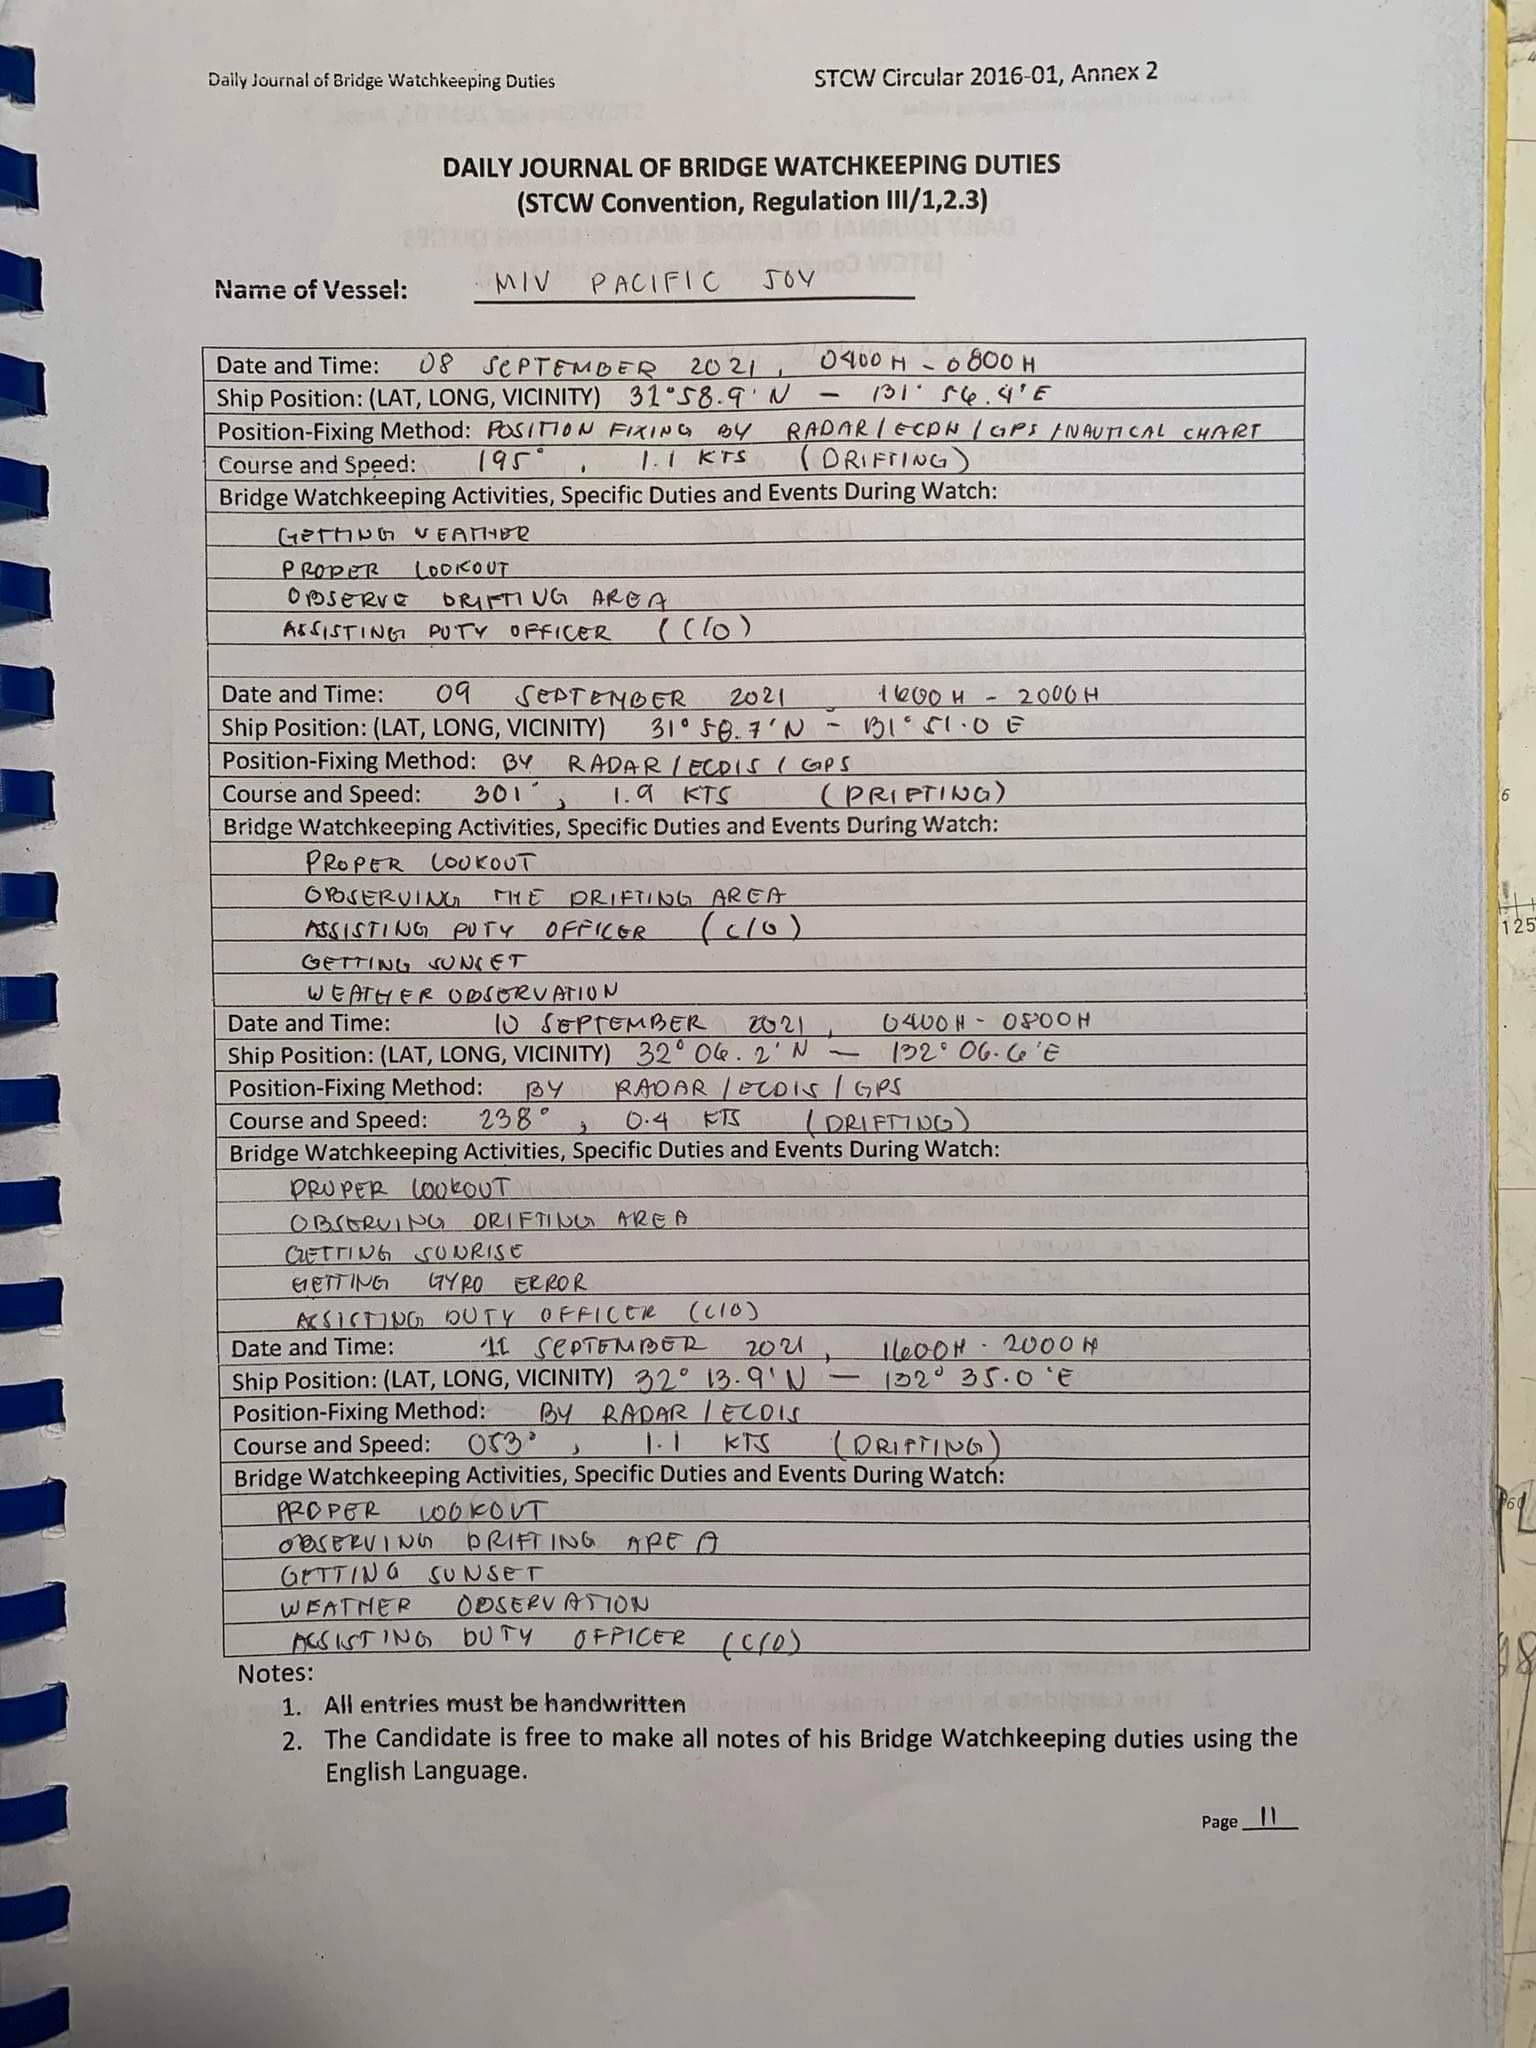 Daily Journal of Bridge Watchkeeping Duties STCW Circular 2016-01, Annex 2
DAILY JOURNAL OF BRIDGE WATCHKEEPING DUTIES
(STCW Convention, Regulation III/1,2.3)
Name of Vessel: M/V PACIFIC JOY
Date and Time: 08 SEPTEMBER 2021, 0400H - 0800H
Ship Position: (LAT, LONG, VICINITY) 31°58.9'N - 131° 56.4'E
Position-Fixing Method: POSITION FIXING BY RADAR/ECDN/GPS/NAUTICAL CHART
Course and Speed: 195°, 1.1 KTS (DRIFTING)
Bridge Watchkeeping Activities, Specific Duties and Events During Watch:
GETTING WEATHER
PROPER LOOKOUT
OBSERVE DRIFTING AREA
ASSISTING DUTY OFFICER (C/O)
Date and Time: 09 SEPTEMBER 2021 1600H - 2000H
Ship Position: (LAT, LONG, VICINITY) 31°58.7'N - 131°51.0 E
Position-Fixing Method: BY RADAR/ECDIS/GPS
Course and Speed: 301°, 1.9 KTS (DRIFTING)
Bridge Watchkeeping Activities, Specific Duties and Events During Watch:
PROPER LOOKOUT
OBSERVING THE DRIFTING AREA
ASSISTING DUTY OFFICER (C/O)
GETTING SUNSET
WEATHER OBSERVATION
Date and Time: 10 SEPTEMBER 2021, 0400H - 0800H
Ship Position: (LAT, LONG, VICINITY) 32° 06.2'N - 132° 06.6'E
Position-Fixing Method: BY RADAR/ECDIS/GPS
Course and Speed: 238°, 0.4 KTS (DRIFTING)
Bridge Watchkeeping Activities, Specific Duties and Events During Watch:
PROPER LOOKOUT
OBSERVING DRIFTING AREA
GETTING SUNRISE
GETTING GYRO ERROR
ASSISTING DUTY OFFICER (C/O)
Date and Time: 11 SEPTEMBER 2021, 1600H - 2000H
Ship Position: (LAT, LONG, VICINITY) 32° 13.9'N - 132° 35.0'E
Position-Fixing Method: BY RADAR/ECDIS
Course and Speed: 053°, 1.1 KTS (DRIFTING)
Bridge Watchkeeping Activities, Specific Duties and Events During Watch:
PROPER LOOKOUT
OBSERVING DRIFTING AREA
GETTING SUNSET
WEATHER OBSERVATION
ASSISTING DUTY OFFICER (C/O)
Notes:
1. All entries must be handwritten
2. The Candidate is free to make all notes of his Bridge Watchkeeping duties using the
English Language.
Page 11
125